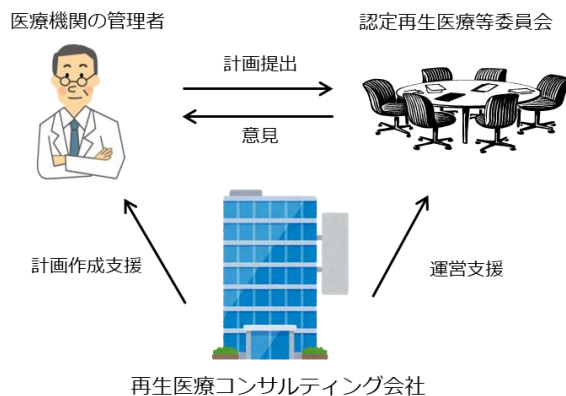 医療機関の管理者
認定再生医療等委員会
計画提出
意見
計画作成支援
運営支援
再生医療コンサルティング会社